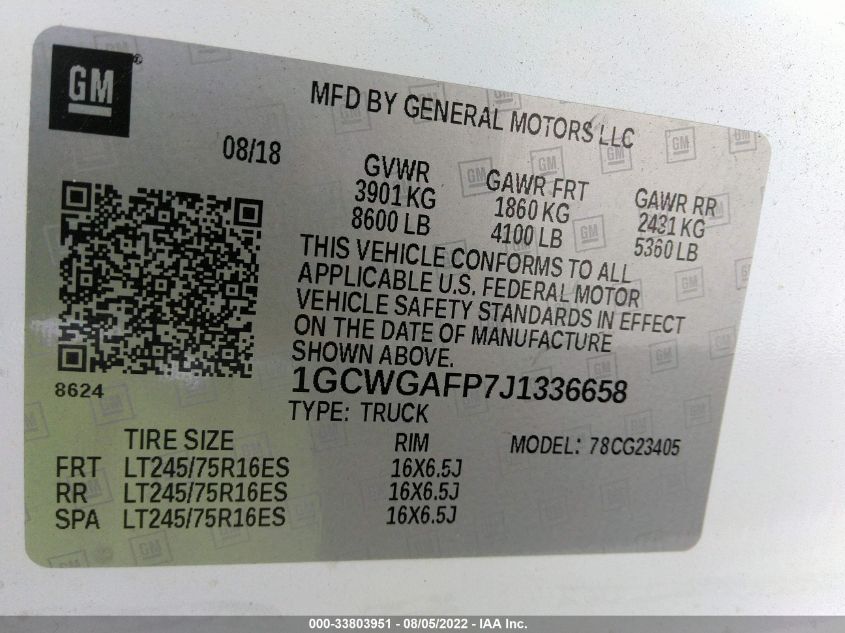 GM
MFD BY GENERAL MOTORS LLC
08/18
GVWR
3901 KG
8600 LB
GAWR FRT
1860 KG
4100 LB
GAWR RR
2431 KG
5360 LB
THIS VEHICLE CONFORMS TO ALL
APPLICABLE U.S. FEDERAL MOTOR
VEHICLE SAFETY STANDARDS IN EFFECT
ON THE DATE OF MANUFACTURE
SHOWN ABOVE.
8624
1GCWGAFP7J1336658
TYPE: TRUCK
TIRE SIZE RIM MODEL: 78CG23405
FRT LT245/75R16ES 16X6.5J
RR LT245/75R16ES 16X6.5J
SPA LT245/75R16ES 16X6.5J
000-33803951 - 08/05/2022 - IAA Inc.